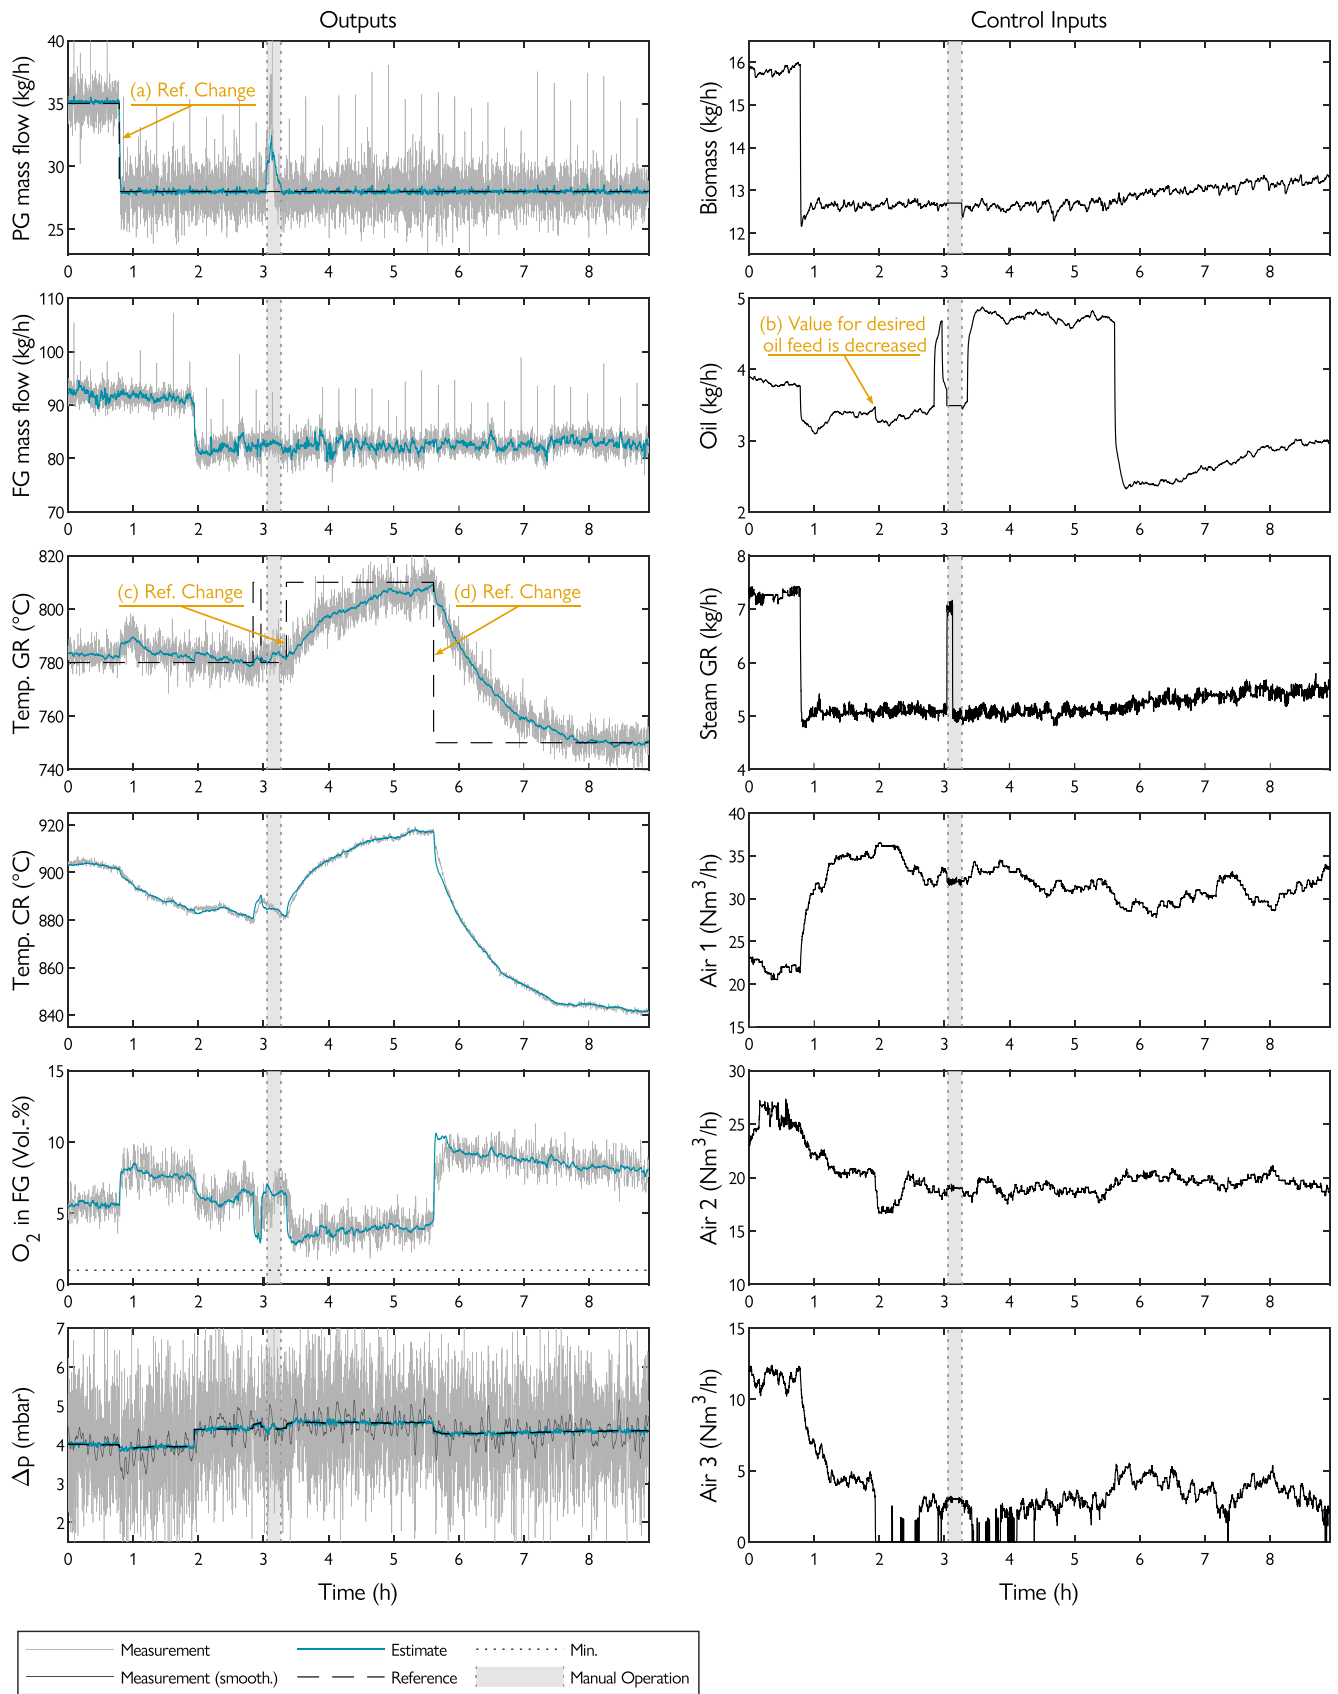 Outputs
Control Inputs
PG mass flow (kg/h)
40
35
30
25
(a) Ref. Change
0 1 2 3 4 5 6 7 8
Biomass (kg/h)
16
15
14
13
12
0 1 2 3 4 5 6 7 8
FG mass flow (kg/h)
110
100
90
80
70
0 1 2 3 4 5 6 7 8
Oil (kg/h)
5
4
3
2
(b) Value for desired
oil feed is decreased
0 1 2 3 4 5 6 7 8
Temp. GR (°C)
820
800
780
760
740
(c) Ref. Change
(d) Ref. Change
0 1 2 3 4 5 6 7 8
Steam GR (kg/h)
8
7
6
5
4
0 1 2 3 4 5 6 7 8
Temp. CR (°C)
920
900
880
860
840
0 1 2 3 4 5 6 7 8
Air 1 (Nm³/h)
40
35
30
25
20
15
0 1 2 3 4 5 6 7 8
O₂ in FG (Vol.-%)
15
10
5
0
0 1 2 3 4 5 6 7 8
Air 2 (Nm³/h)
30
25
20
15
10
0 1 2 3 4 5 6 7 8
Δp (mbar)
7
6
5
4
3
2
0 1 2 3 4 5 6 7 8
Time (h)
Air 3 (Nm³/h)
15
10
5
0
0 1 2 3 4 5 6 7 8
Time (h)
Measurement
Estimate
Min.
Measurement (smooth.)
Reference
Manual Operation